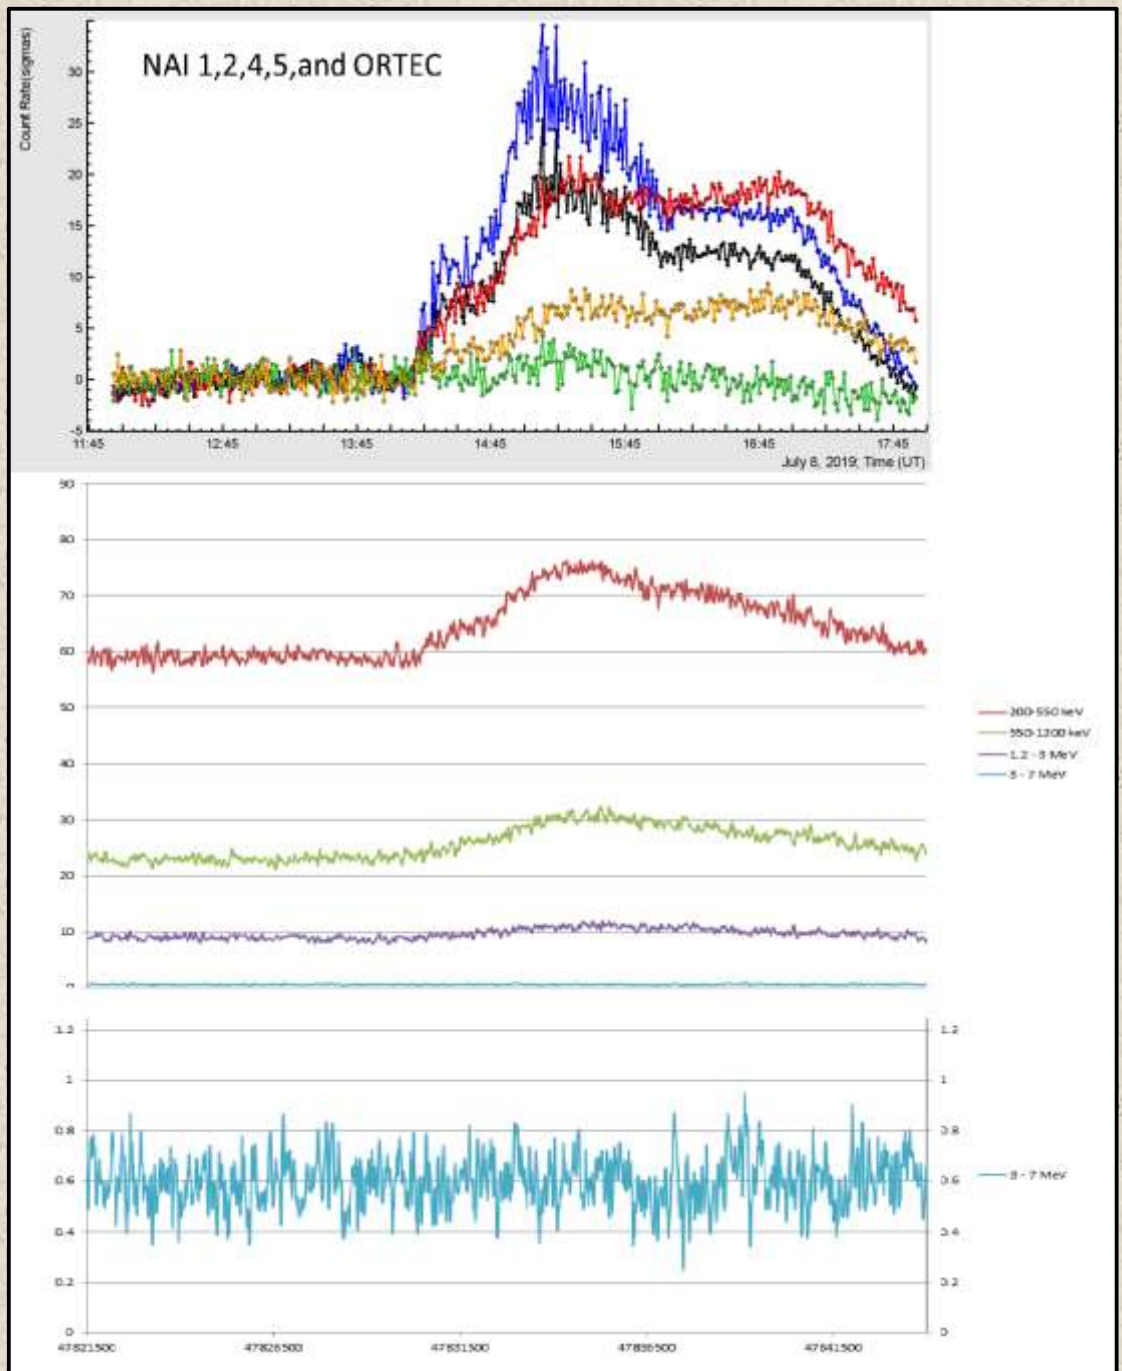 NAI 1,2,4,5,and ORTEC
Count Rate(sigmas)
30
25
20
15
10
5
0
-5
11:45 12:45 13:45 14:45 15:45 16:45 17:45
July 8, 2019; Time (UT)
90
80
70
60
50
40
30
20
10
0
200-550 keV
550-1200 keV
1.2 - 3 MeV
3 - 7 MeV
1.2 1.2
1 1
0.8 0.8
0.6 0.6
0.4 0.4
0.2 0.2
0 0
3 - 7 MeV
47821500 47826500 47831500 47836500 47841500